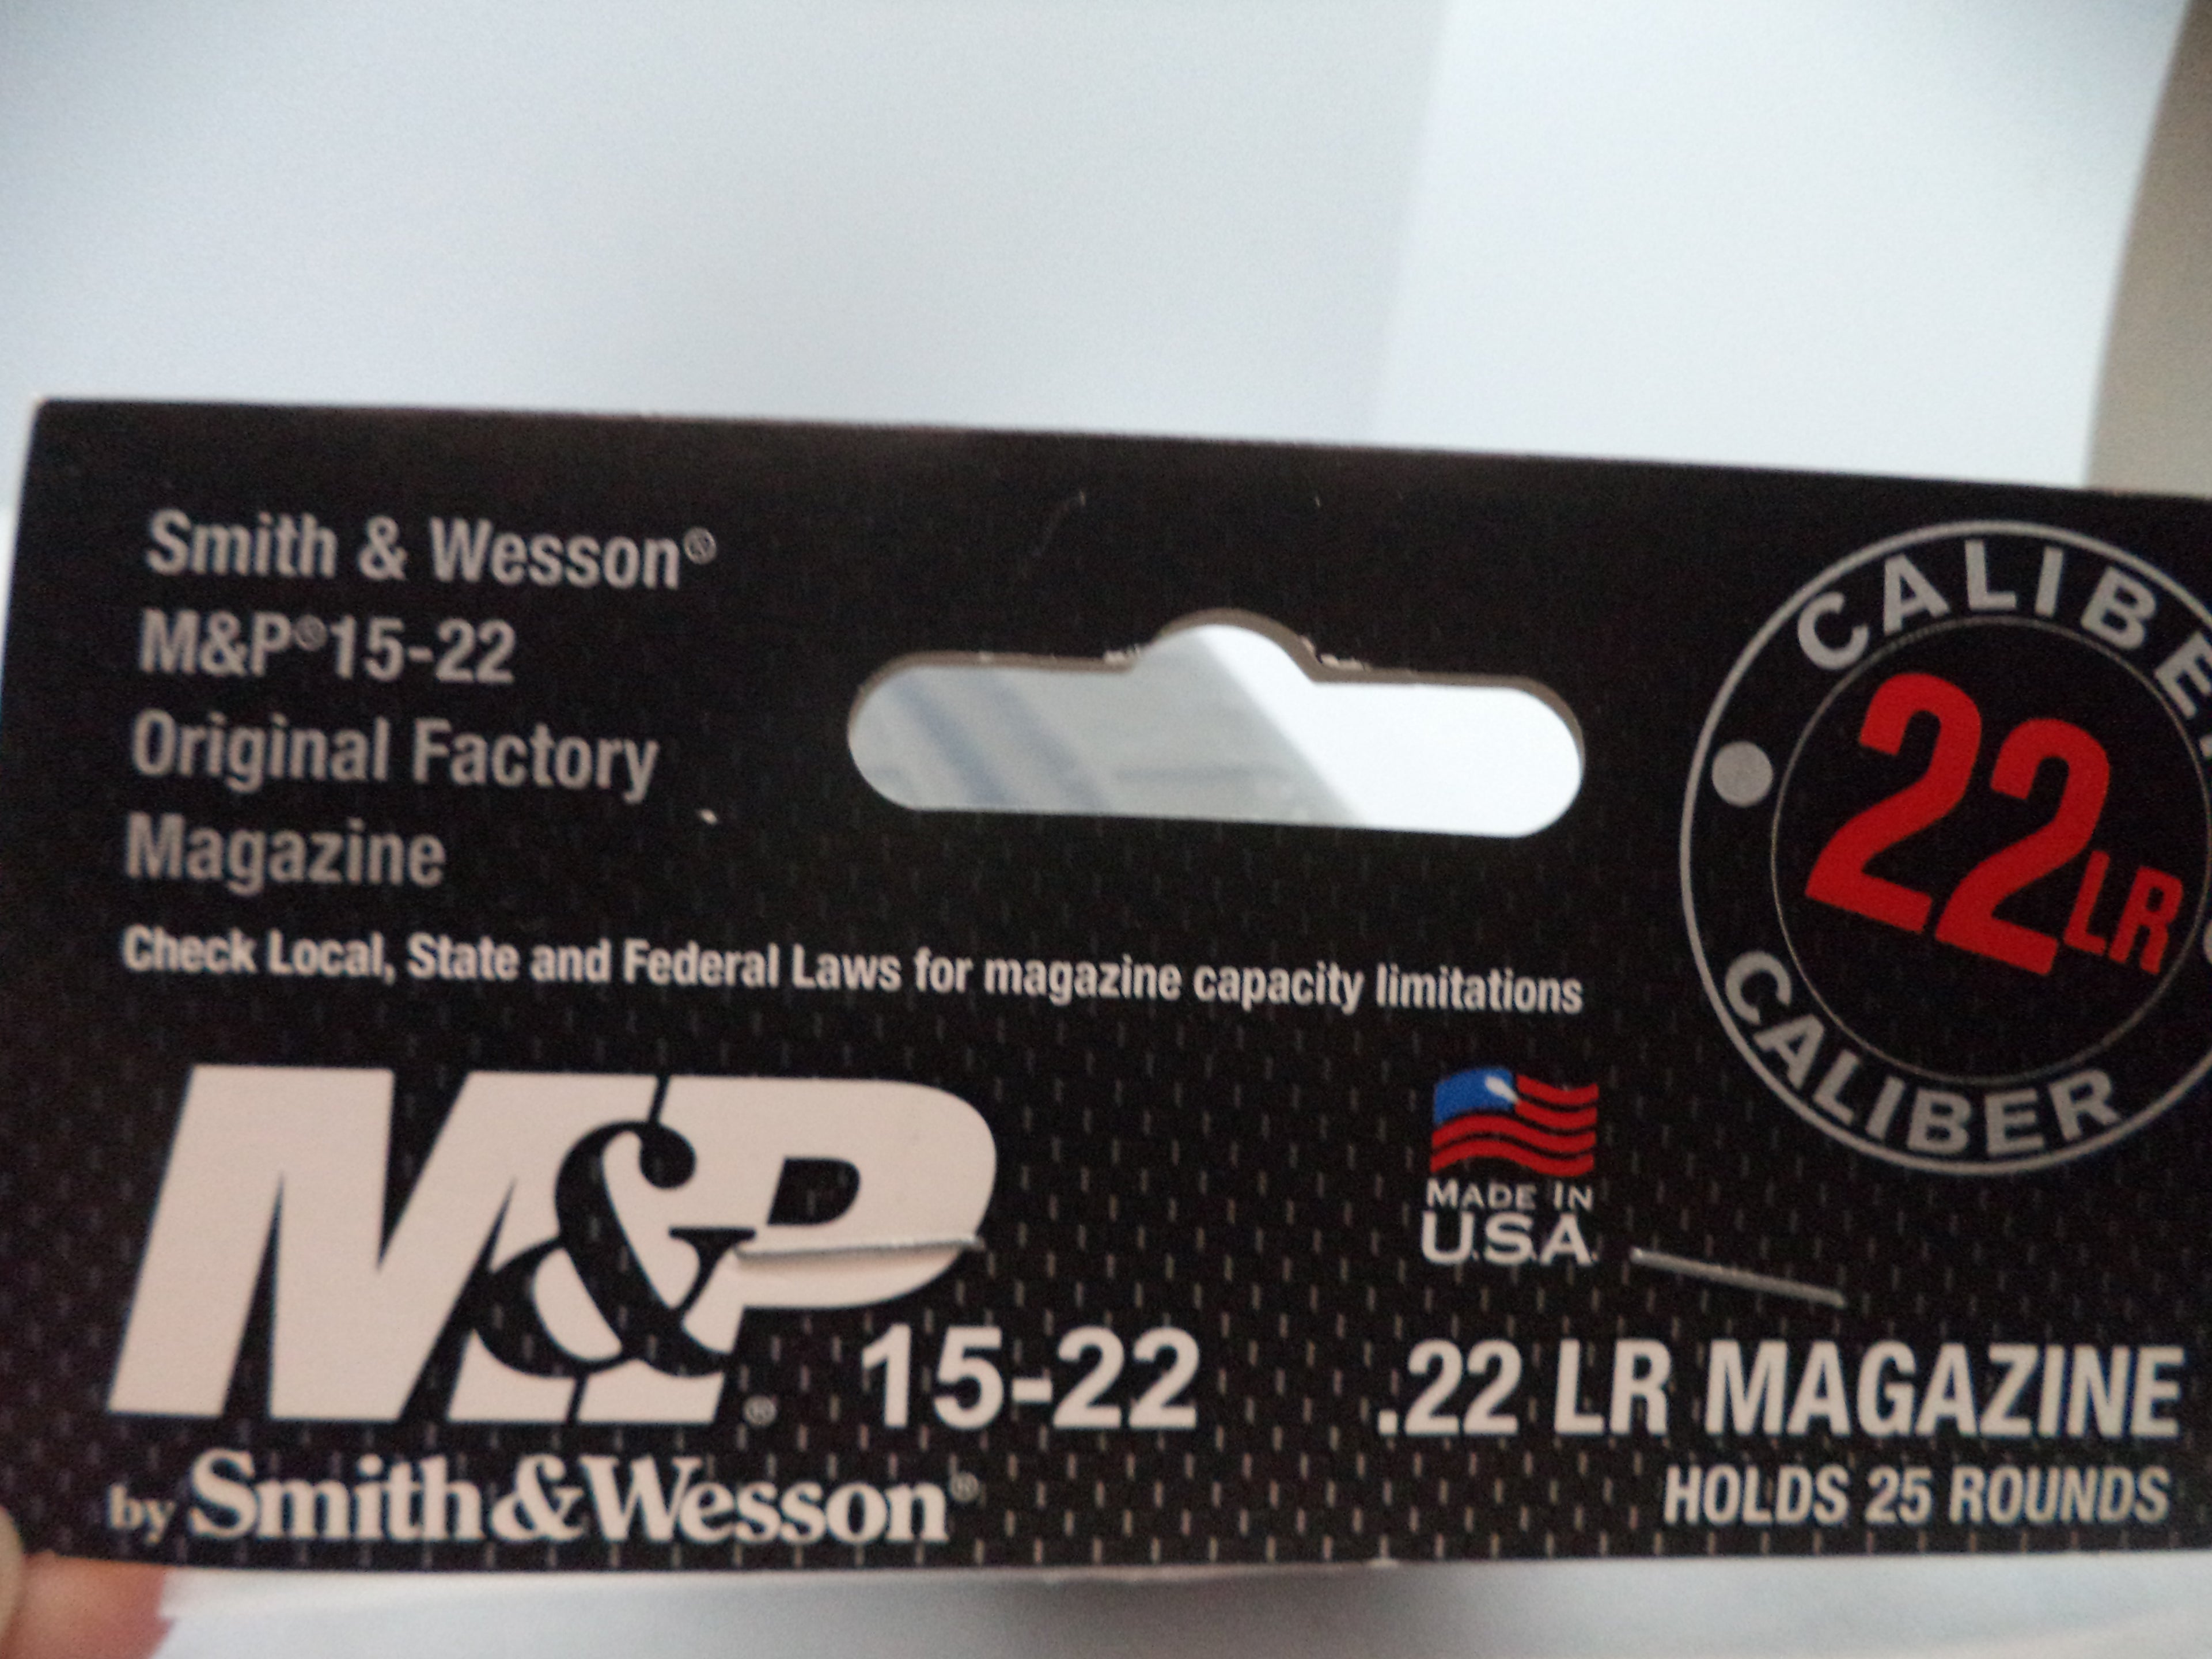 Smith & Wesson®
M&P®15-22
Original Factory
Magazine
Check Local, State and Federal Laws for magazine capacity limitations
CALIBER
22LR
CALIBER
MADE IN
U.S.A.
M&P® 15-22
.22 LR MAGAZINE
by Smith&Wesson®
HOLDS 25 ROUNDS